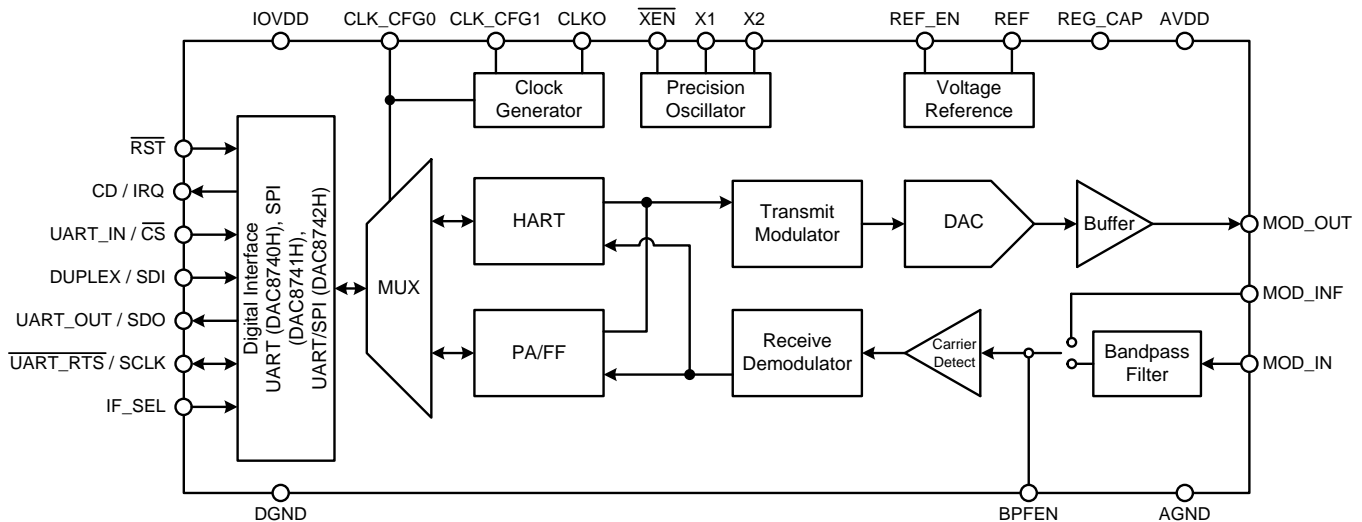 IOVDD
CLK_CFG0
CLK_CFG1
CLKO
XEN
X1
X2
REF_EN
REF
REG_CAP
AVDD
Clock
Generator
Precision
Oscillator
Voltage
Reference
RST
CD / IRQ
UART_IN / CS
DUPLEX / SDI
UART_OUT / SDO
UART_RTS / SCLK
IF_SEL
Digital Interface
UART (DAC8740H), SPI
(DAC8741H),
UART/SPI (DAC8742H)
MUX
HART
PA/FF
Transmit
Modulator
DAC
Buffer
MOD_OUT
MOD_INF
Receive
Demodulator
Carrier
Detect
Bandpass
Filter
MOD_IN
DGND
BPFEN
AGND